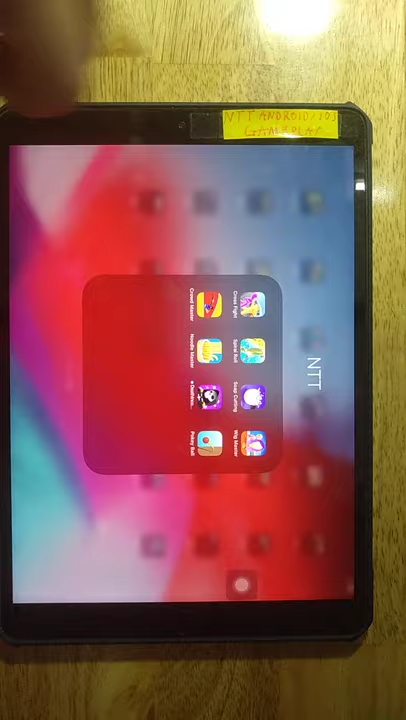 NTT ANDROID/IOS
GAMEPLAY
NTT
Cross Fight
Spiral Roll
Soap Cutting
Wig Master
Crowd Master
Noodle Master
Pokey Ball